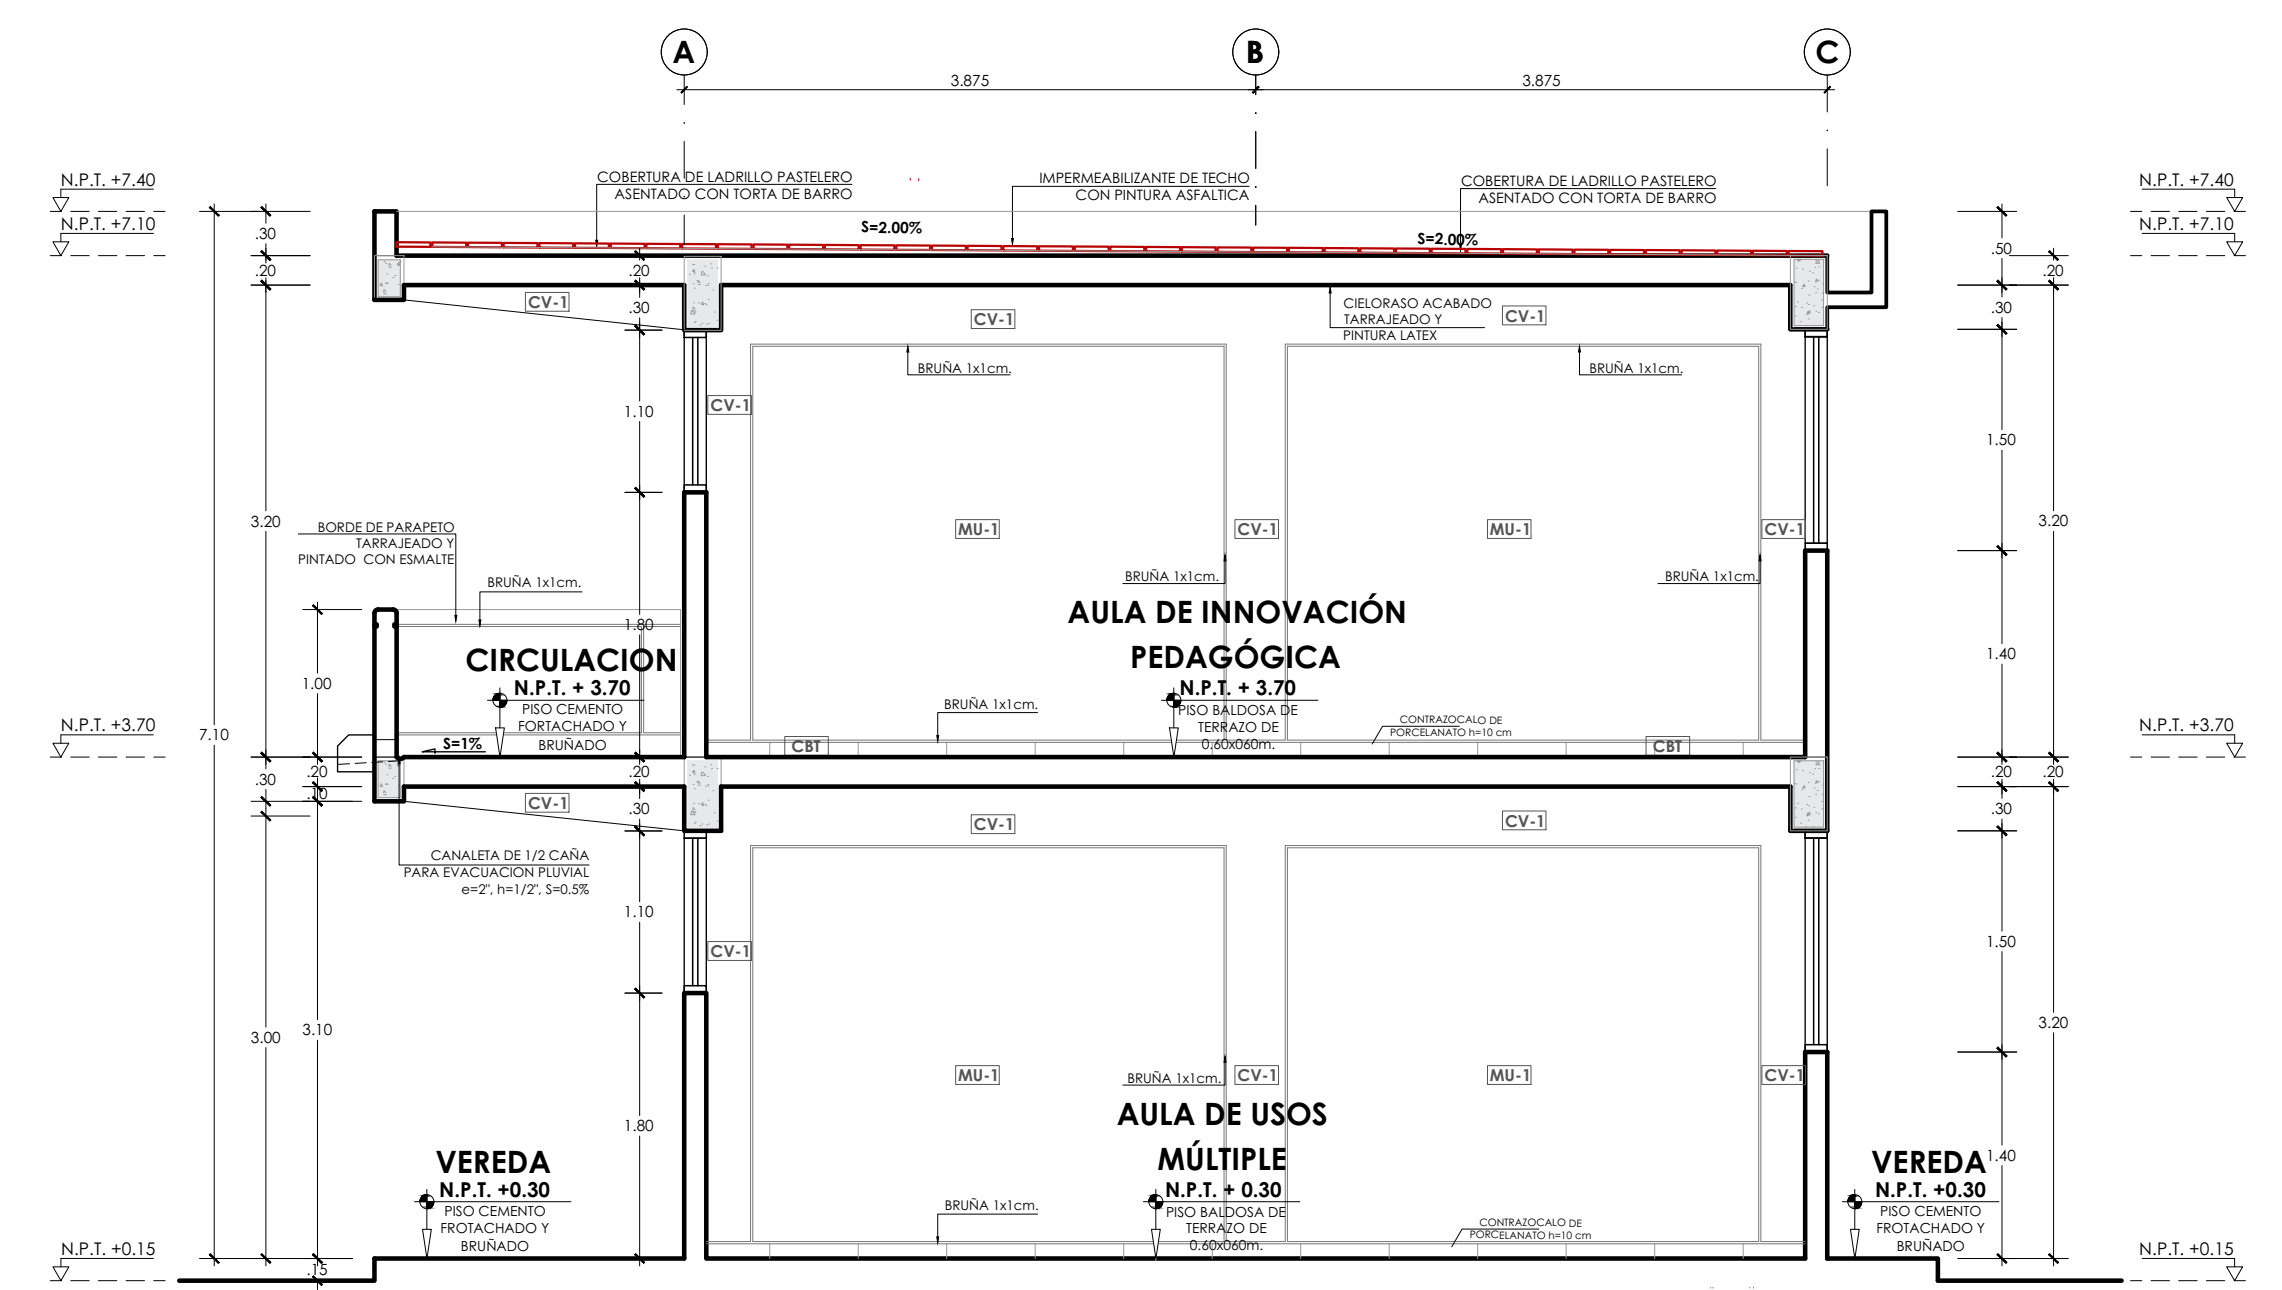 A
B
C
3.875
3.875
N.P.T. +7.40
N.P.T. +7.10
N.P.T. +7.40
N.P.T. +7.10
COBERTURA DE LADRILLO PASTELERO
ASENTADO CON TORTA DE BARRO
IMPERMEABILIZANTE DE TECHO
CON PINTURA ASFALTICA
COBERTURA DE LADRILLO PASTELERO
ASENTADO CON TORTA DE BARRO
S=2.00%
S=2.00%
.30
.20
.20
.30
.50
.20
.30
CV-1
CV-1
CIELORASO ACABADO
TARRAJEADO Y
PINTURA LATEX
CV-1
BRUÑA 1x1cm.
BRUÑA 1x1cm.
1.10
CV-1
1.50
3.20
BORDE DE PARAPETO
TARRAJEADO Y
PINTADO CON ESMALTE
BRUÑA 1x1cm.
MU-1
CV-1
MU-1
CV-1
3.20
BRUÑA 1x1cm.
BRUÑA 1x1cm.
1.80
AULA DE INNOVACIÓN
PEDAGÓGICA
N.P.T. + 3.70
PISO BALDOSA DE
TERRAZO DE
0.60x060m.
CIRCULACION
N.P.T. + 3.70
PISO CEMENTO
FORTACHADO Y
BRUÑADO
S=1%
1.00
1.40
BRUÑA 1x1cm.
CONTRAZOCALO DE
PORCELANATO h=10 cm
CBT
CBT
N.P.T. +3.70
7.10
N.P.T. +3.70
.30
.20
.10
.20
.30
.20
.20
.30
CV-1
CV-1
CV-1
CANALETA DE 1/2 CAÑA
PARA EVACUACION PLUVIAL
e=2", h=1/2", S=0.5%
1.10
CV-1
1.50
3.00
3.10
3.20
MU-1
BRUÑA 1x1cm.
CV-1
MU-1
CV-1
1.80
AULA DE USOS
MÚLTIPLE
N.P.T. + 0.30
PISO BALDOSA DE
TERRAZO DE
0.60x060m.
VEREDA
N.P.T. +0.30
PISO CEMENTO
FROTACHADO Y
BRUÑADO
BRUÑA 1x1cm.
CONTRAZOCALO DE
PORCELANATO h=10 cm
1.40
VEREDA
N.P.T. +0.30
PISO CEMENTO
FROTACHADO Y
BRUÑADO
N.P.T. +0.15
.15
N.P.T. +0.15